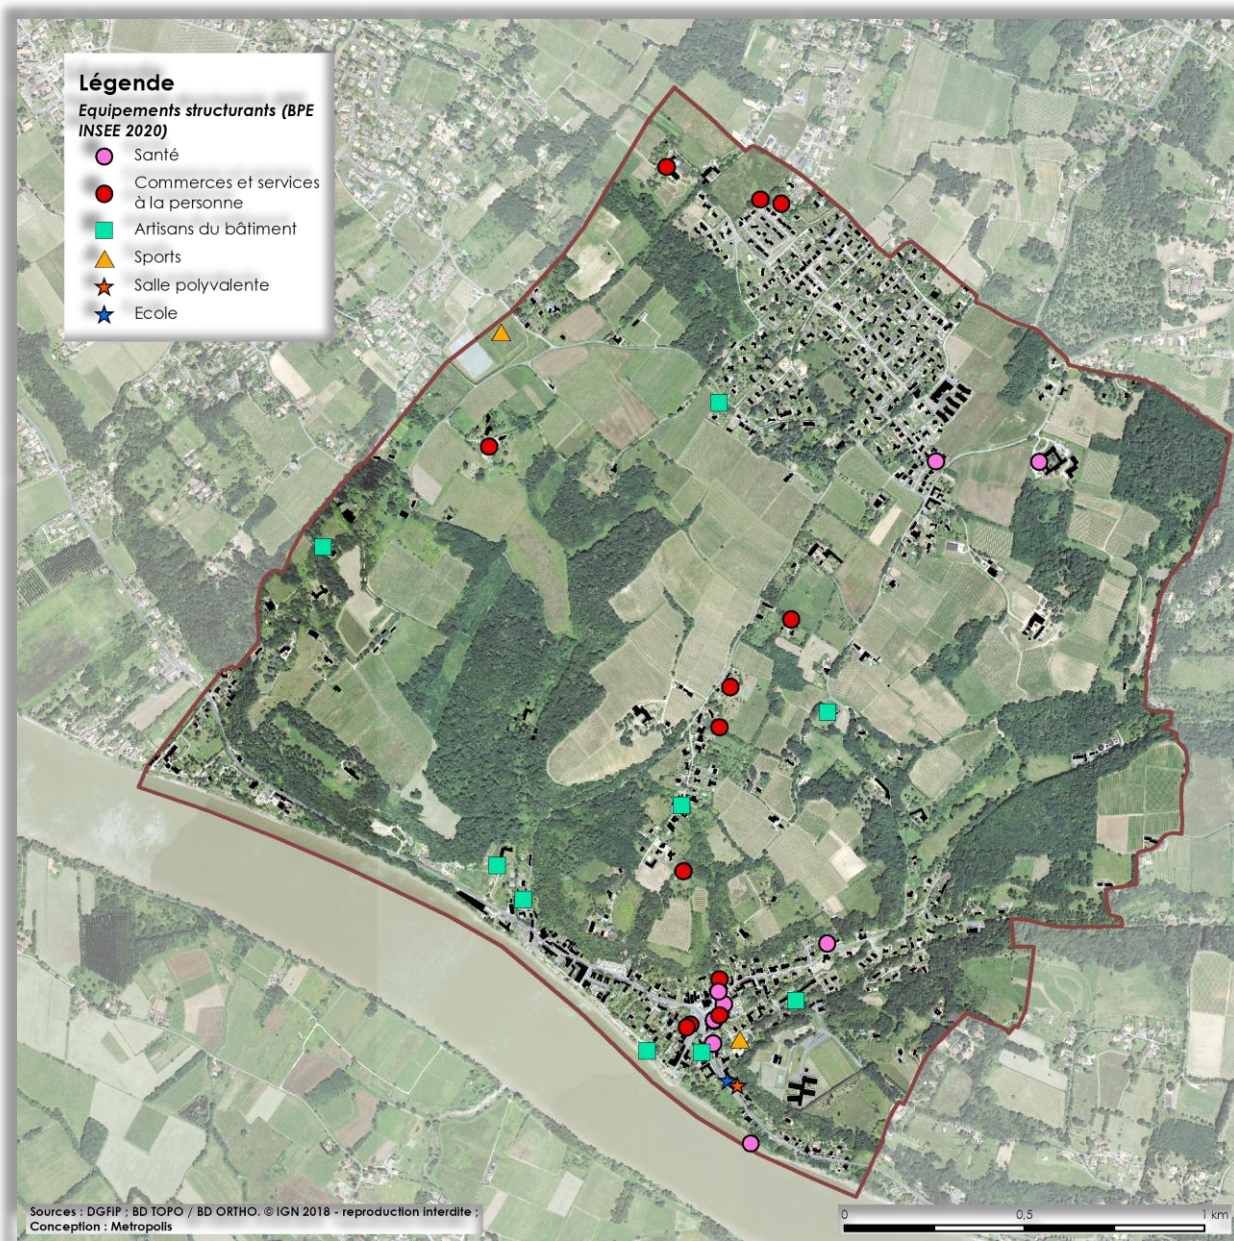 Légende
Equipements structurants (BPE
INSEE 2020)
Santé
Commerces et services
à la personne
Artisans du bâtiment
Sports
Salle polyvalente
Ecole
Sources : DGFiP ; BD TOPO / BD ORTHO. © IGN 2018 - reproduction interdite ;
Conception : Metropolis
0 0,5 1 km